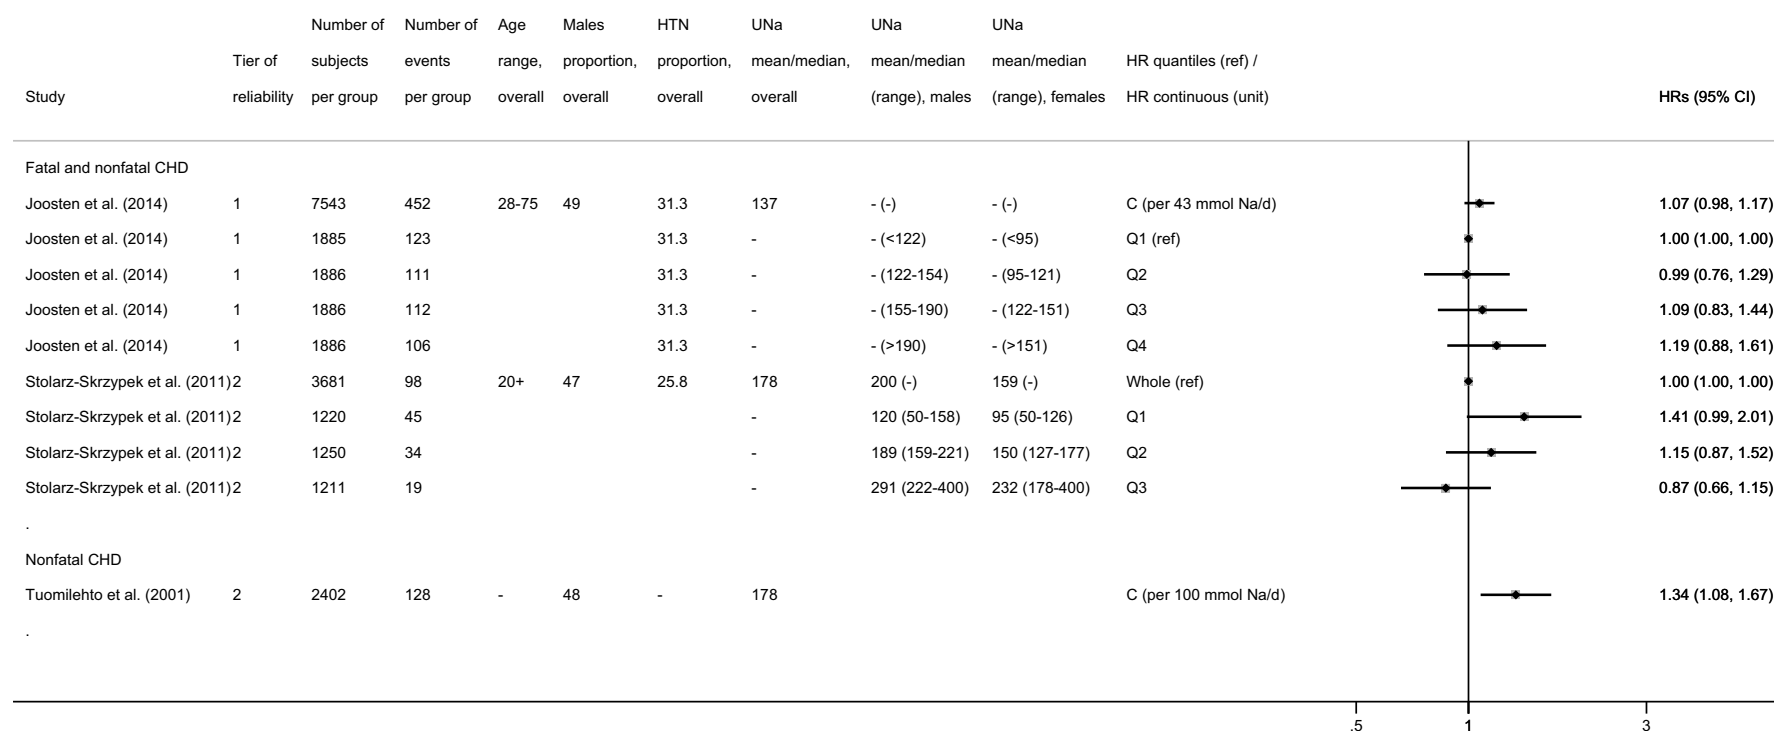 Number of Number of Age Males HTN UNa UNa UNa
Tier of subjects events range, proportion, proportion, mean/median, mean/median mean/median HR quantiles (ref) /
Study reliability per group per group overall overall overall overall (range), males (range), females HR continuous (unit) HRs (95% CI)
Fatal and nonfatal CHD
Joosten et al. (2014) 1 7543 452 28-75 49 31.3 137 - (-) - (-) C (per 43 mmol Na/d) 1.07 (0.98, 1.17)
Joosten et al. (2014) 1 1885 123 31.3 - - (<122) - (<95) Q1 (ref) 1.00 (1.00, 1.00)
Joosten et al. (2014) 1 1886 111 31.3 - - (122-154) - (95-121) Q2 0.99 (0.76, 1.29)
Joosten et al. (2014) 1 1886 112 31.3 - - (155-190) - (122-151) Q3 1.09 (0.83, 1.44)
Joosten et al. (2014) 1 1886 106 31.3 - - (>190) - (>151) Q4 1.19 (0.88, 1.61)
Stolarz-Skrzypek et al. (2011) 2 3681 98 20+ 47 25.8 178 200 (-) 159 (-) Whole (ref) 1.00 (1.00, 1.00)
Stolarz-Skrzypek et al. (2011) 2 1220 45 - 120 (50-158) 95 (50-126) Q1 1.41 (0.99, 2.01)
Stolarz-Skrzypek et al. (2011) 2 1250 34 - 189 (159-221) 150 (127-177) Q2 1.15 (0.87, 1.52)
Stolarz-Skrzypek et al. (2011) 2 1211 19 - 291 (222-400) 232 (178-400) Q3 0.87 (0.66, 1.15)
.
Nonfatal CHD
Tuomilehto et al. (2001) 2 2402 128 - 48 - 178 C (per 100 mmol Na/d) 1.34 (1.08, 1.67)
.
.5 1 3